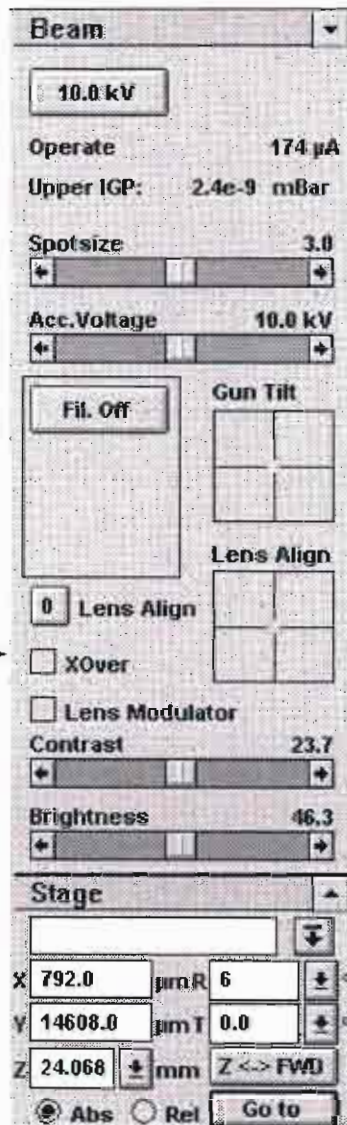 Beam
10.0 kV
Operate 174 µA
Upper IGP: 2.4e-9 mBar
Spotsize 3.0
Acc.Voltage 10.0 kV
Fil. Off
Gun Tilt
Lens Align
0 Lens Align
XOver
Lens Modulator
Contrast 23.7
Brightness 46.3
Stage
X 792.0 µm R 6 °
Y 14608.0 µm T 0.0 °
Z 24.068 mm Z <-> FWD
Abs Rel Go to